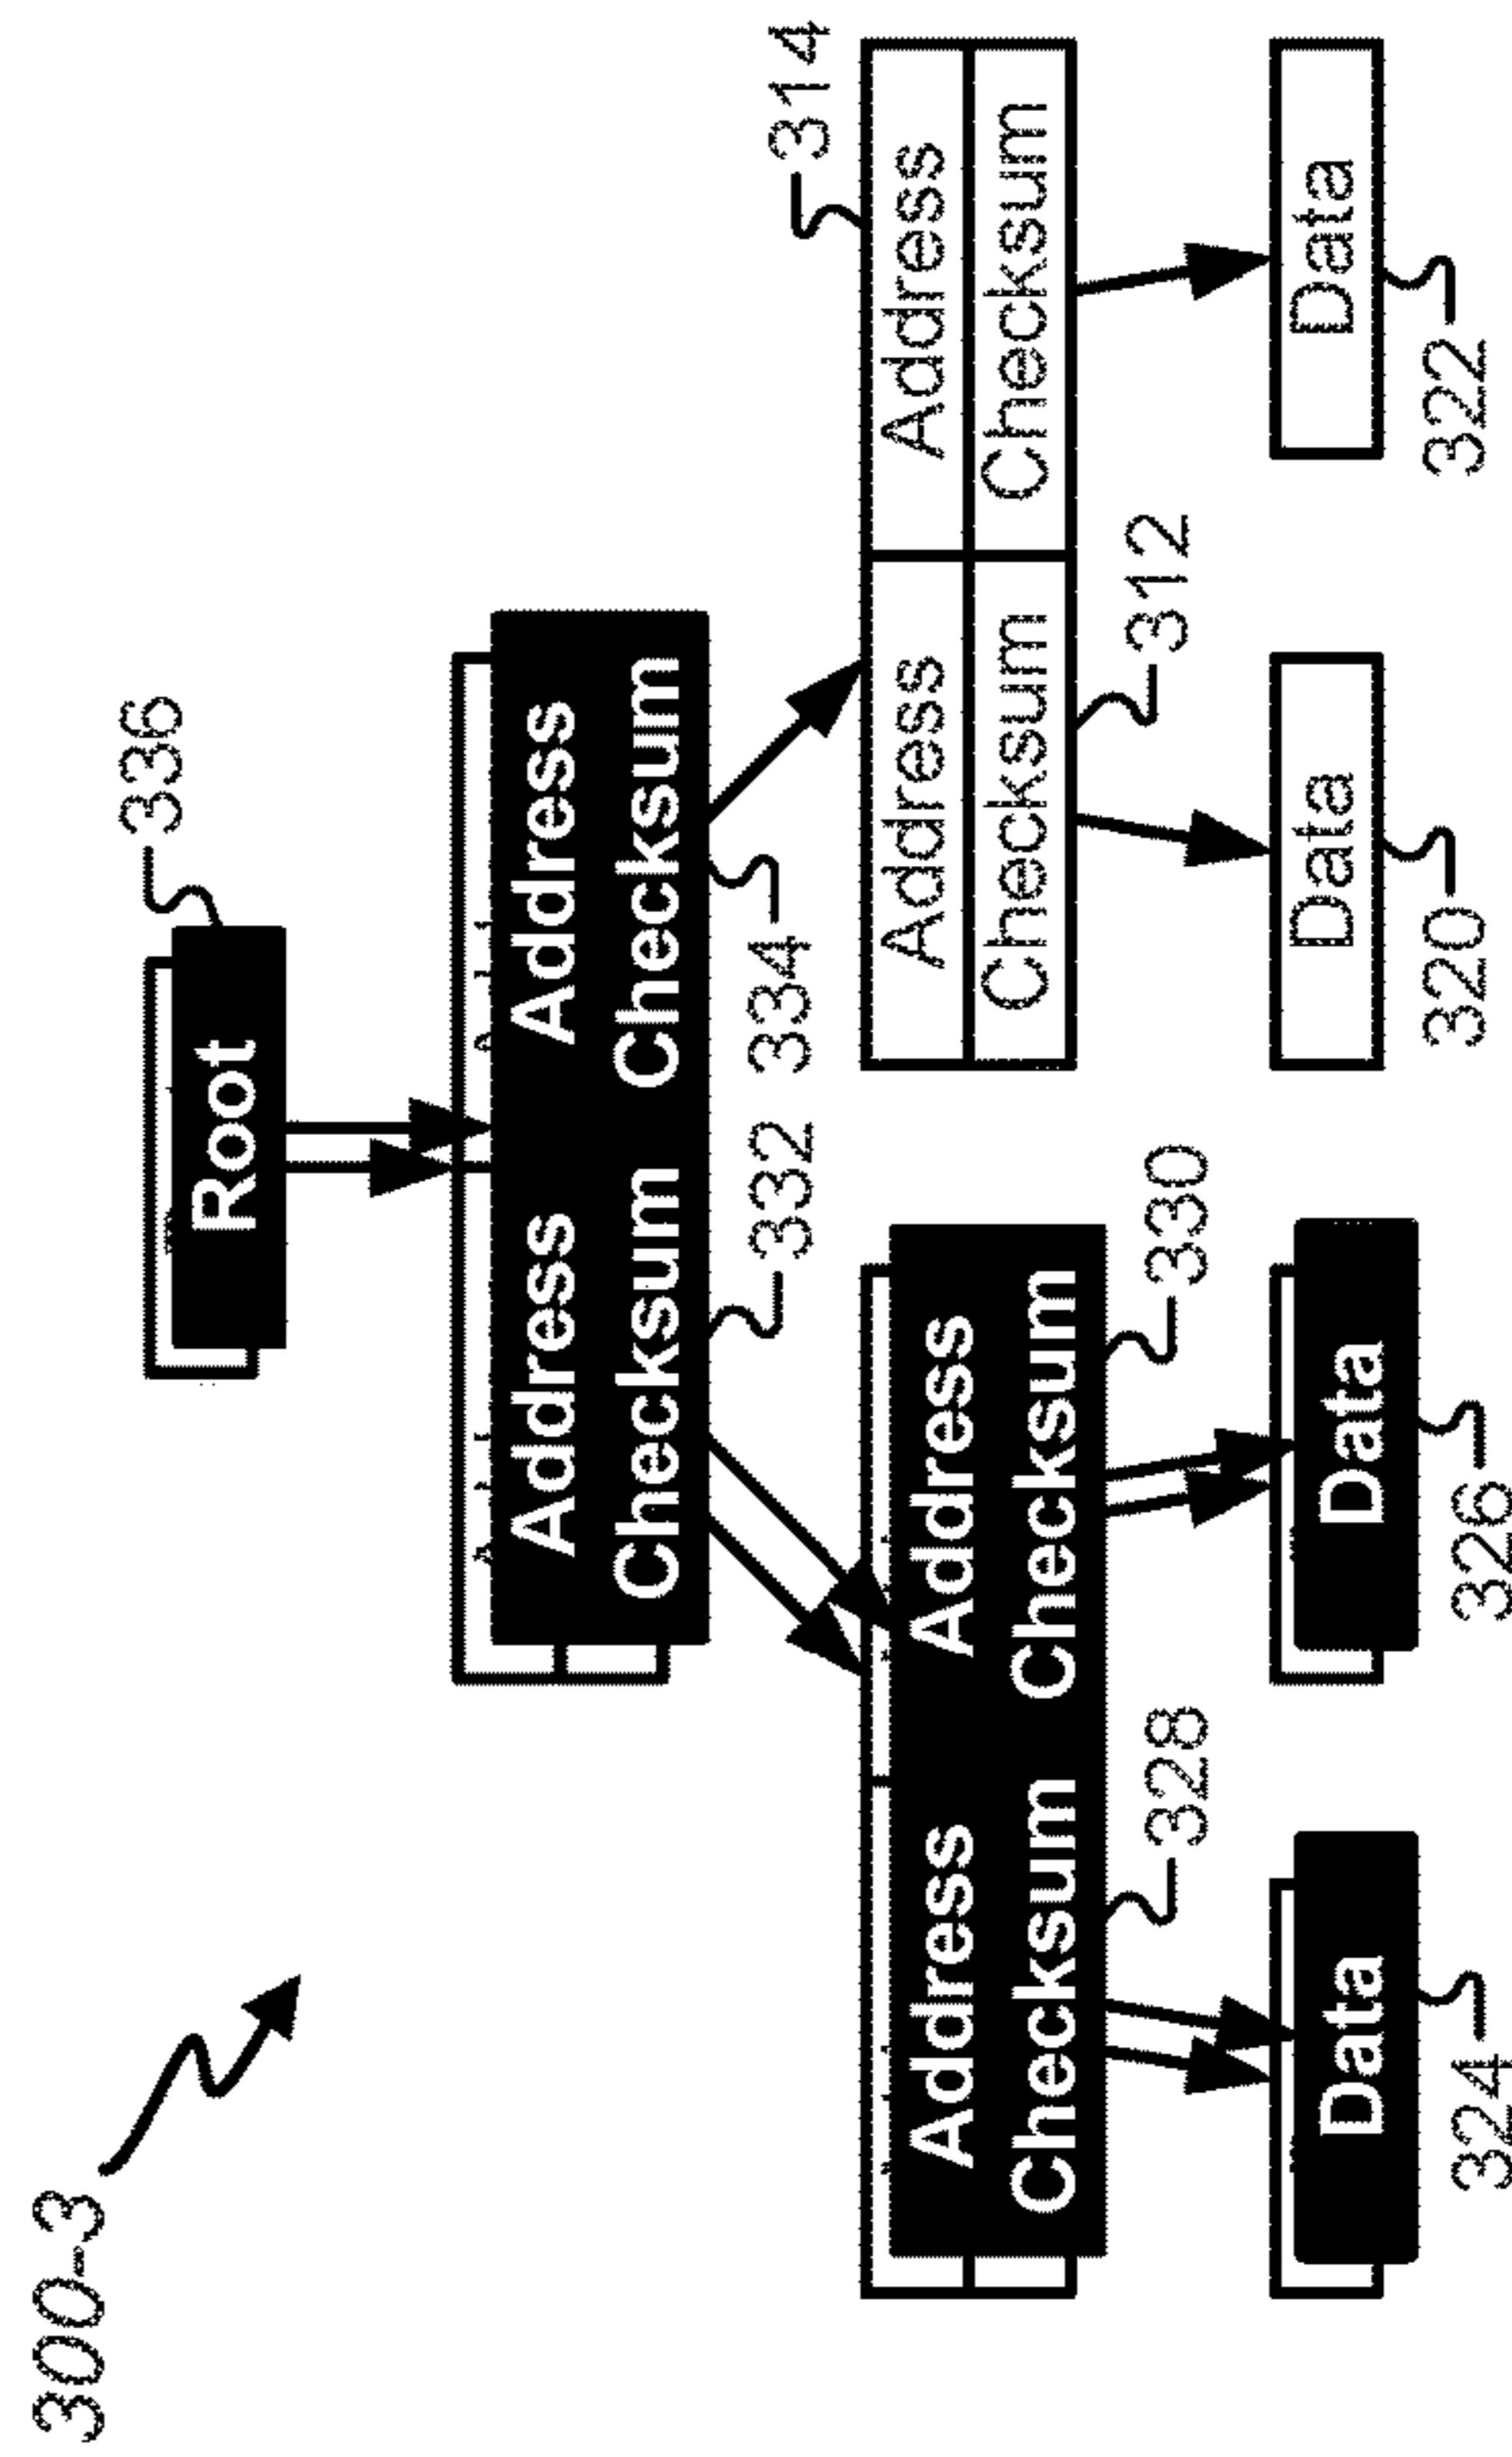 300-3
336
Root
Address Address
Checksum Checksum
332 334
314
Address Address Address Address
Checksum Checksum Checksum Checksum
328 330 312
Data Data Data Data
324 326 320 322